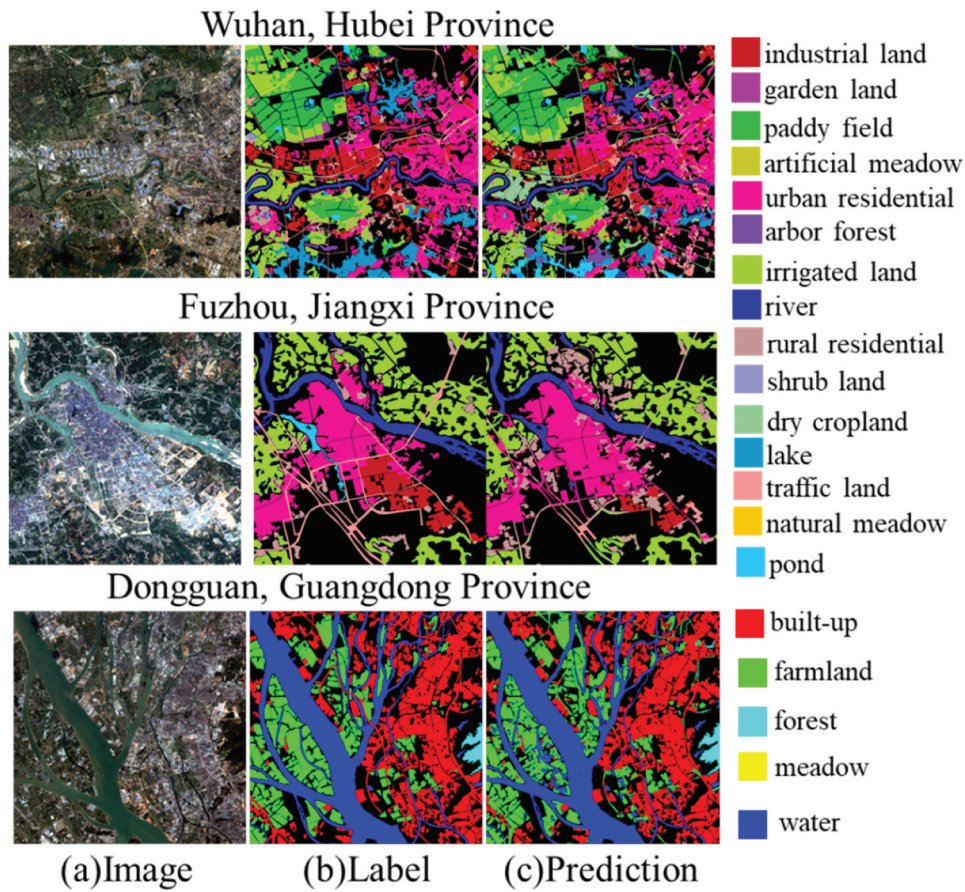 Wuhan, Hubei Province
industrial land
garden land
paddy field
artificial meadow
urban residential
arbor forest
irrigated land
river
Fuzhou, Jiangxi Province
rural residential
shrub land
dry cropland
lake
traffic land
natural meadow
pond
Dongguan, Guangdong Province
built-up
farmland
forest
meadow
water
(a)Image (b)Label (c)Prediction